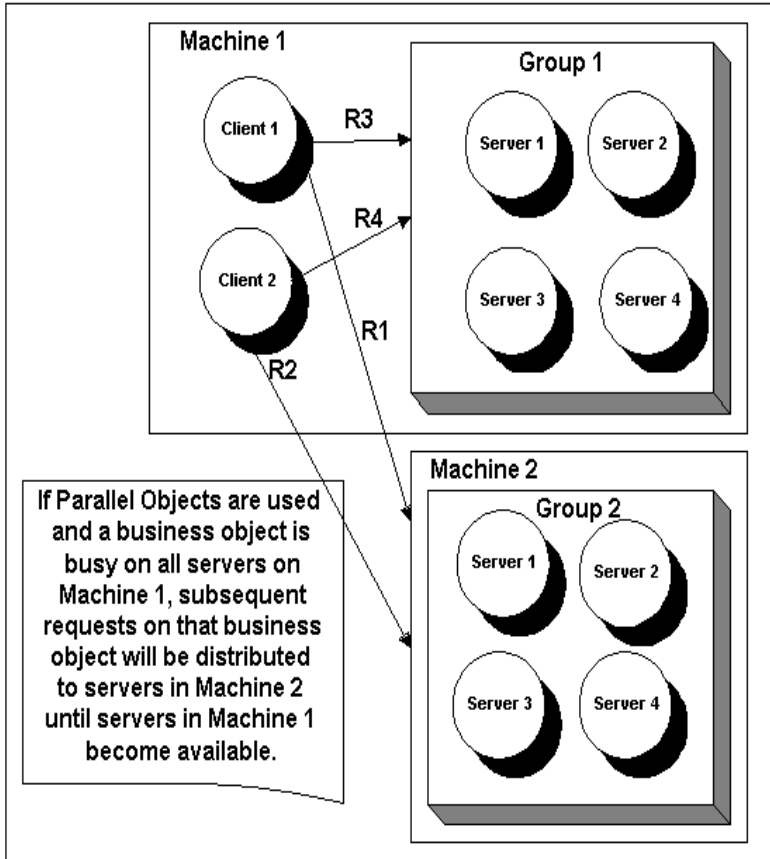 Machine 1
Group 1
Client 1
R3
Server 1
Server 2
R4
Client 2
Server 3
Server 4
R1
R2
Machine 2
Group 2
Server 1
Server 2
Server 3
Server 4
If Parallel Objects are used
and a business object is
busy on all servers on
Machine 1, subsequent
requests on that business
object will be distributed
to servers in Machine 2
until servers in Machine 1
become available.